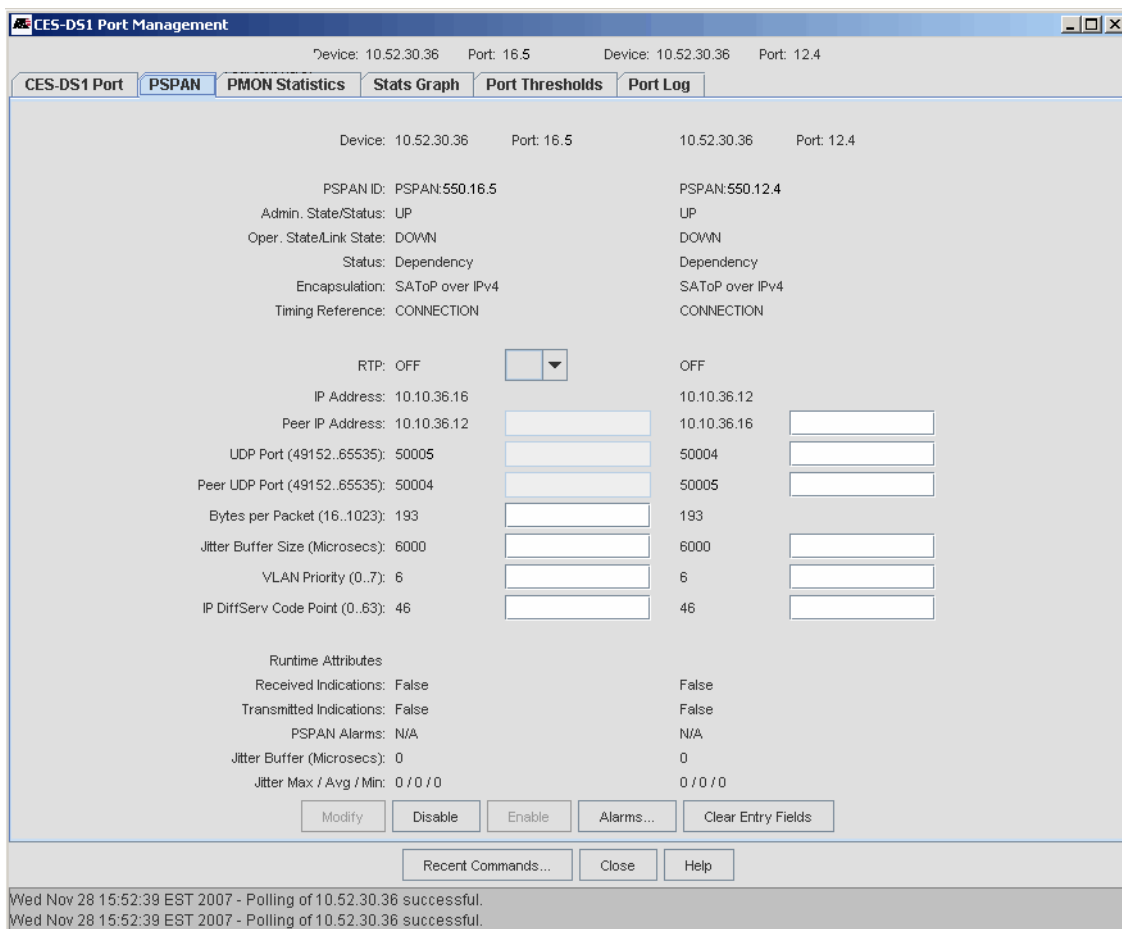 CES-DS1 Port Management
Device: 10.52.30.36 Port: 16.5 Device: 10.52.30.36 Port: 12.4
CES-DS1 Port PSPAN PMON Statistics Stats Graph Port Thresholds Port Log
Device: 10.52.30.36 Port: 16.5 10.52.30.36 Port: 12.4
PSPAN ID: PSPAN:550.16.5 PSPAN:550.12.4
Admin. State/Status: UP UP
Oper. State/Link State: DOWN DOWN
Status: Dependency Dependency
Encapsulation: SAToP over IPv4 SAToP over IPv4
Timing Reference: CONNECTION CONNECTION
RTP: OFF OFF
IP Address: 10.10.36.16 10.10.36.12
Peer IP Address: 10.10.36.12 10.10.36.16
UDP Port (49152..65535): 50005 50004
Peer UDP Port (49152..65535): 50004 50005
Bytes per Packet (16..1023): 193 193
Jitter Buffer Size (Microsecs): 6000 6000
VLAN Priority (0..7): 6 6
IP DiffServ Code Point (0..63): 46 46
Runtime Attributes
Received Indications: False False
Transmitted Indications: False False
PSPAN Alarms: N/A N/A
Jitter Buffer (Microsecs): 0 0
Jitter Max / Avg / Min: 0 / 0 / 0 0 / 0 / 0
Modify Disable Enable Alarms... Clear Entry Fields
Recent Commands... Close Help
Wed Nov 28 15:52:39 EST 2007 - Polling of 10.52.30.36 successful.
Wed Nov 28 15:52:39 EST 2007 - Polling of 10.52.30.36 successful.